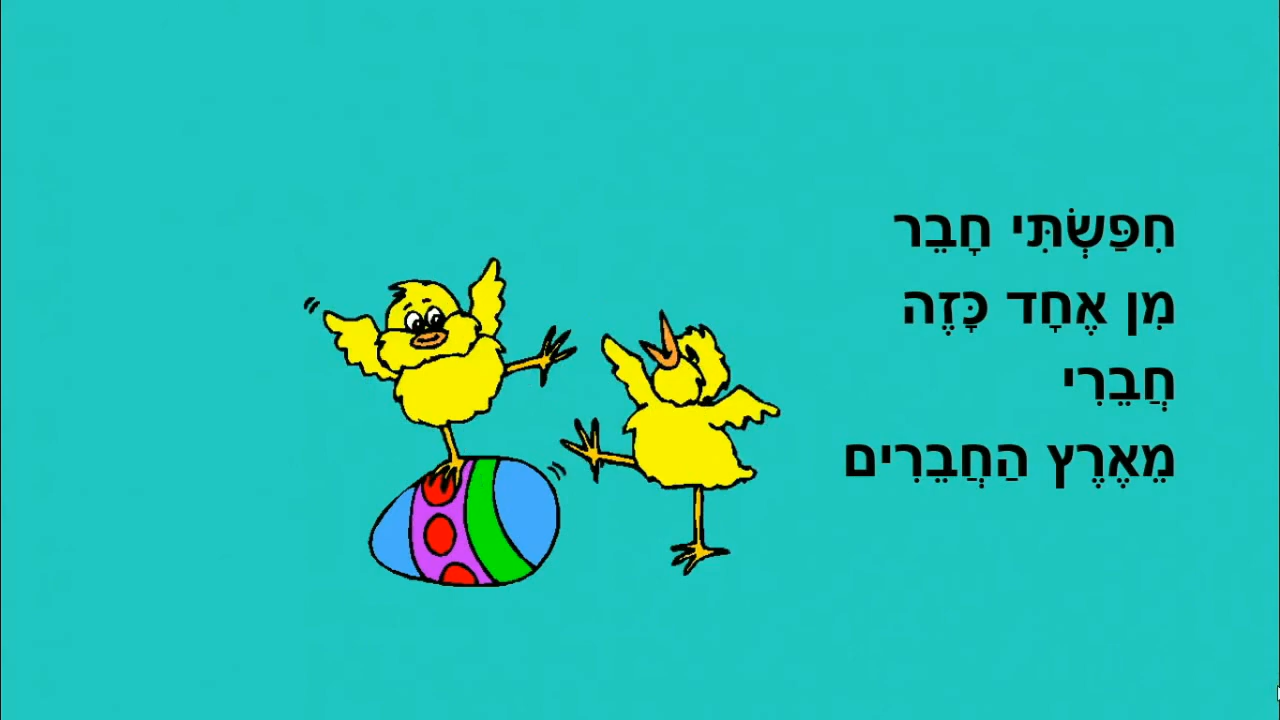 חִפַּשְׂתִּי חָבֵר
מִן אֶחָד כָּזֶה
חֲבֵרִי
מֵאֶרֶץ הַחֲבֵרִים